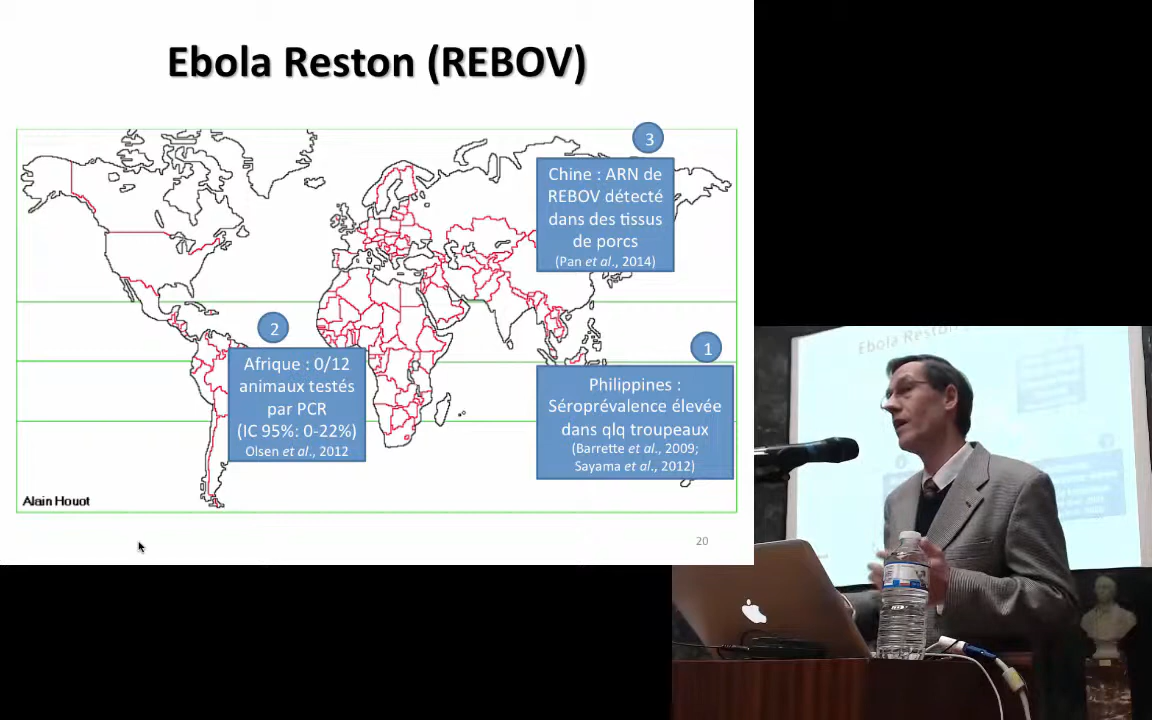 Ebola Reston (REBOV)
3
Chine : ARN de
REBOV détecté
dans des tissus
de porcs
(Pan et al., 2014)
2
Afrique : 0/12
animaux testés
par PCR
(IC 95%: 0-22%)
Olsen et al., 2012
1
Philippines :
Séroprévalence élevée
dans qlq troupeaux
(Barrette et al., 2009;
Sayama et al., 2012)
Alain Houot
20
Ebola Reston